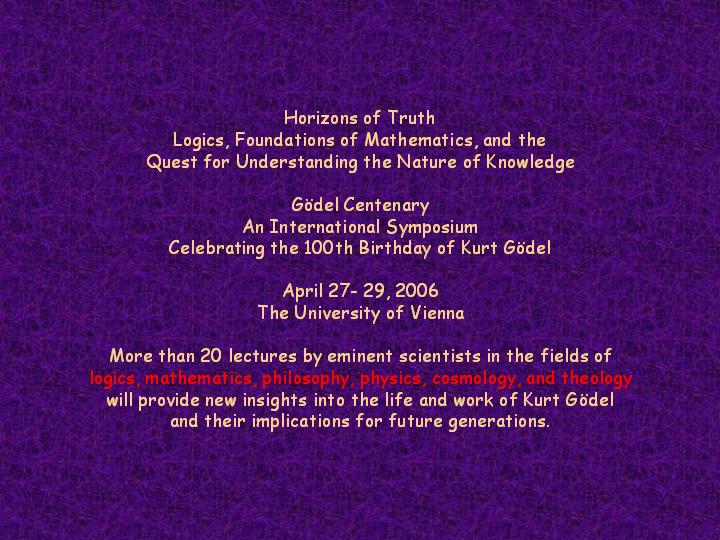 Horizons of Truth
Logics, Foundations of Mathematics, and the
Quest for Understanding the Nature of Knowledge
Gödel Centenary
An International Symposium
Celebrating the 100th Birthday of Kurt Gödel
April 27- 29, 2006
The University of Vienna
More than 20 lectures by eminent scientists in the fields of
logics, mathematics, philosophy, physics, cosmology, and theology
will provide new insights into the life and work of Kurt Gödel
and their implications for future generations.